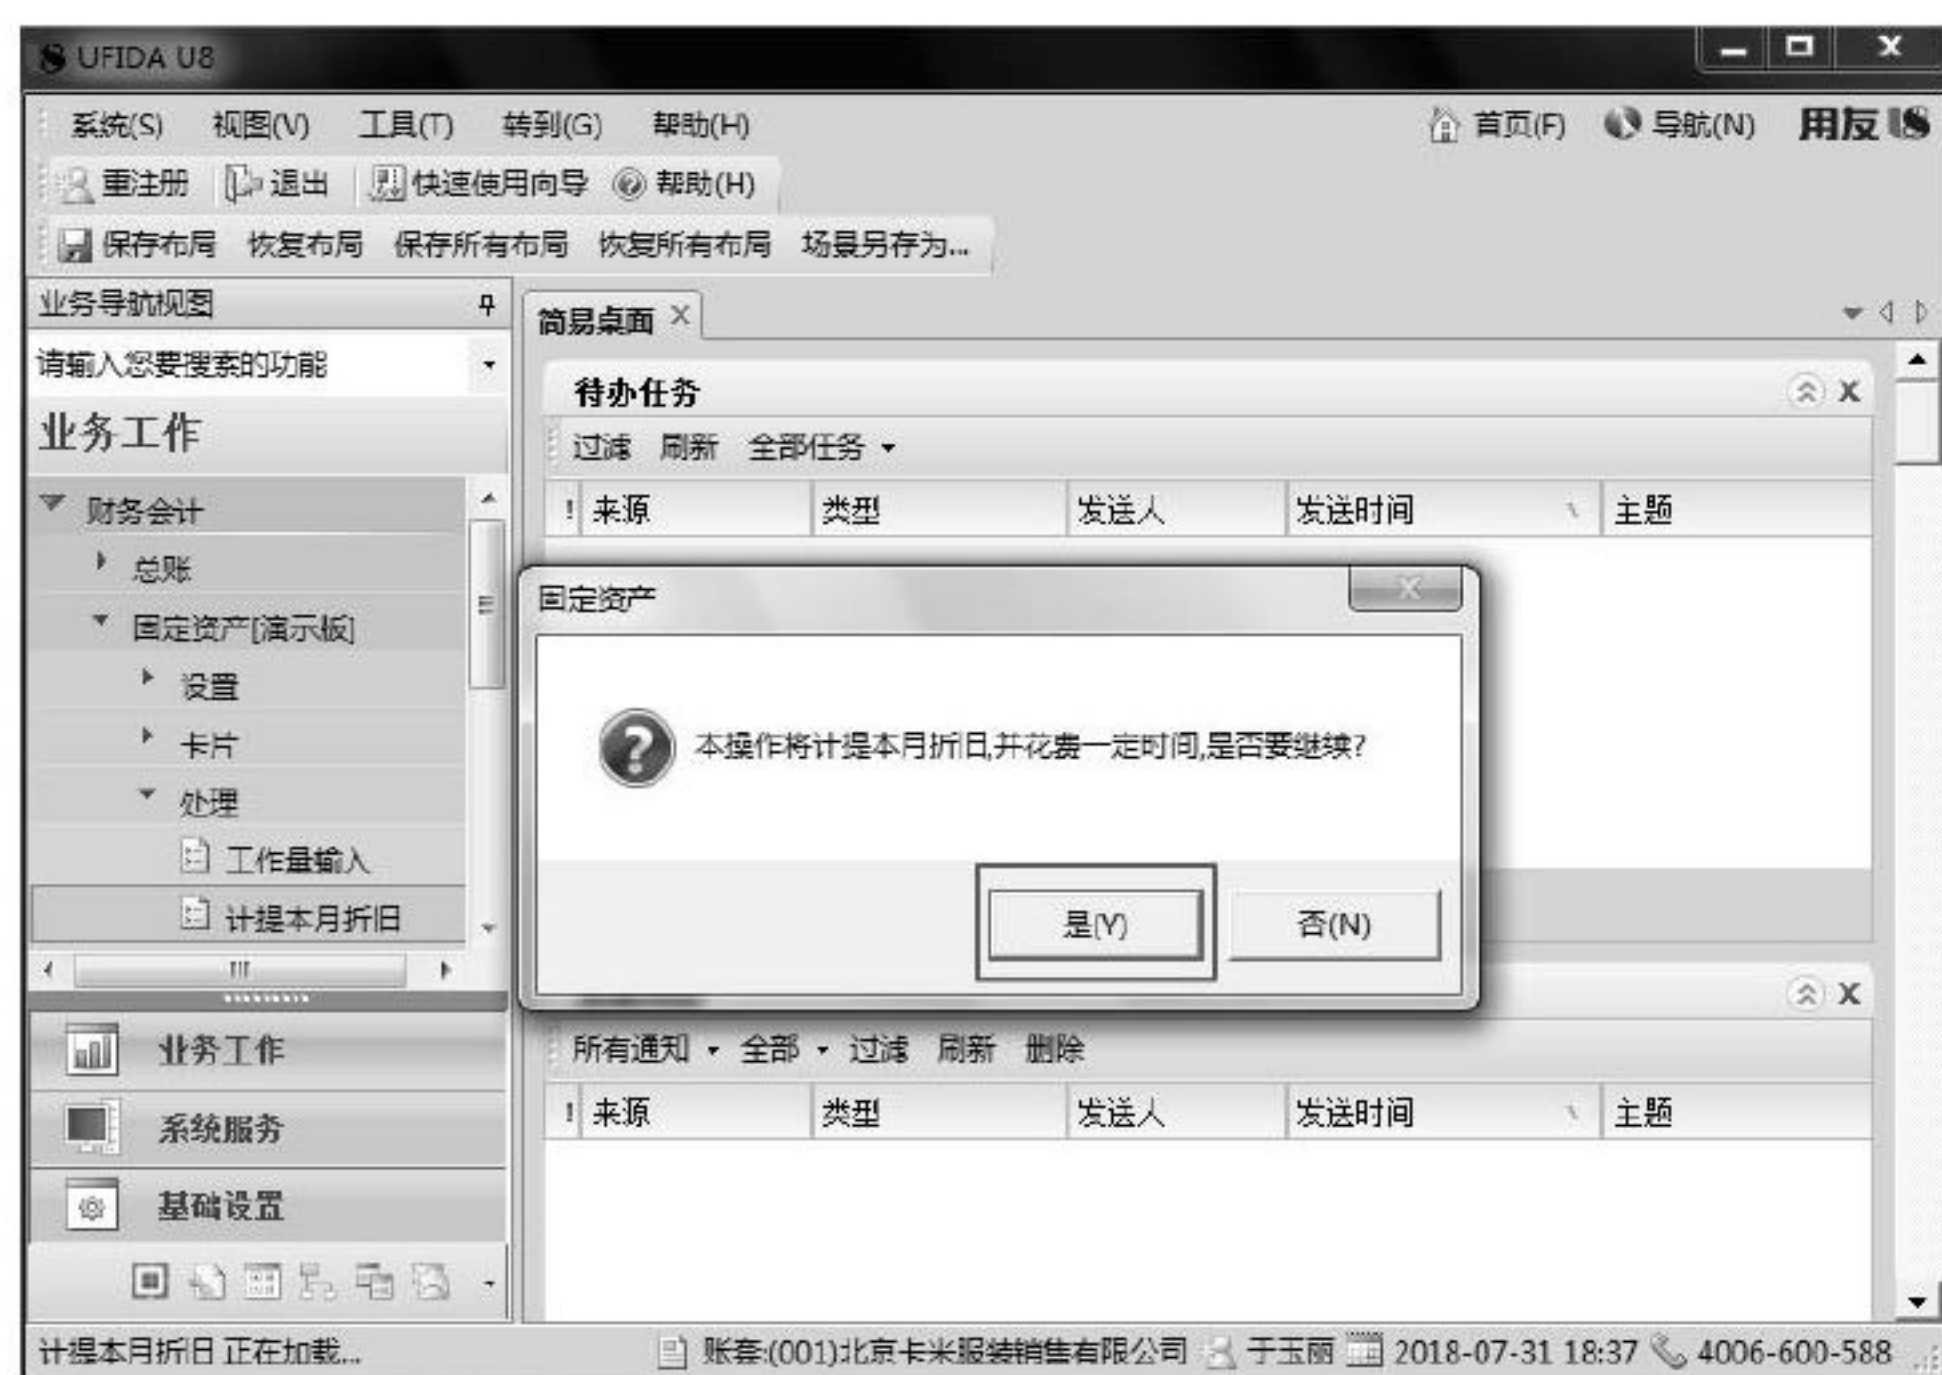 UFIDA U8
系统(S) 视图(V) 工具(T) 转到(G) 帮助(H) 首页(F) 导航(N) 用友U8
重注册 退出 快速使用向导 帮助(H)
保存布局 恢复布局 保存所有布局 恢复所有布局 场景另存为...
业务导航视图
请输入您要搜索的功能
业务工作
财务会计
总账
固定资产[演示板]
设置
卡片
处理
工作量输入
计提本月折旧
业务工作
系统服务
基础设置
简易桌面
待办任务
过滤 刷新 全部任务
! 来源 类型 发送人 发送时间 主题
固定资产
本操作将计提本月折旧,并花费一定时间,是否要继续?
是(Y) 否(N)
所有通知 全部 过滤 刷新 删除
! 来源 类型 发送人 发送时间 主题
计提本月折旧 正在加载... 账套:(001)北京卡米服装销售有限公司 于玉丽 2018-07-31 18:37 4006-600-588